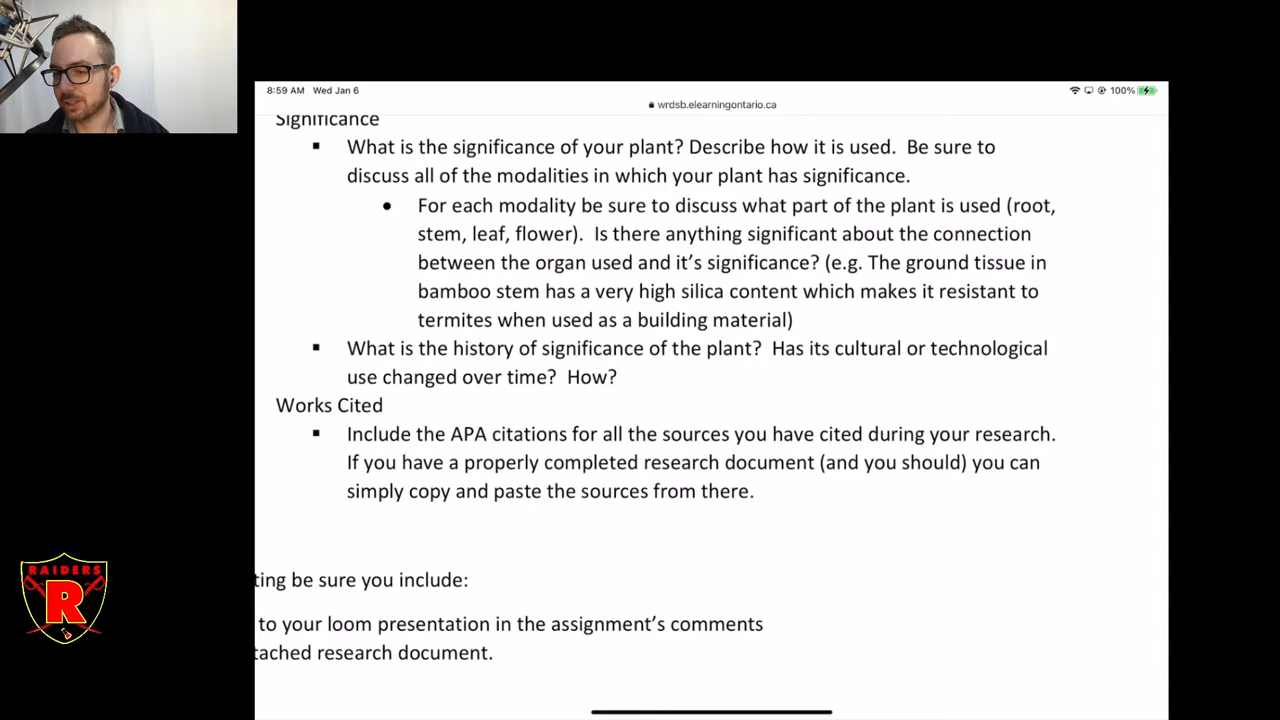 8:59 AM Wed Jan 6
100%
wrdsb.elearningontario.ca
Significance
What is the significance of your plant? Describe how it is used. Be sure to
discuss all of the modalities in which your plant has significance.
For each modality be sure to discuss what part of the plant is used (root,
stem, leaf, flower). Is there anything significant about the connection
between the organ used and it's significance? (e.g. The ground tissue in
bamboo stem has a very high silica content which makes it resistant to
termites when used as a building material)
What is the history of significance of the plant? Has its cultural or technological
use changed over time? How?
Works Cited
Include the APA citations for all the sources you have cited during your research.
If you have a properly completed research document (and you should) you can
simply copy and paste the sources from there.
ting be sure you include:
to your loom presentation in the assignment's comments
tached research document.
RAIDERS
R